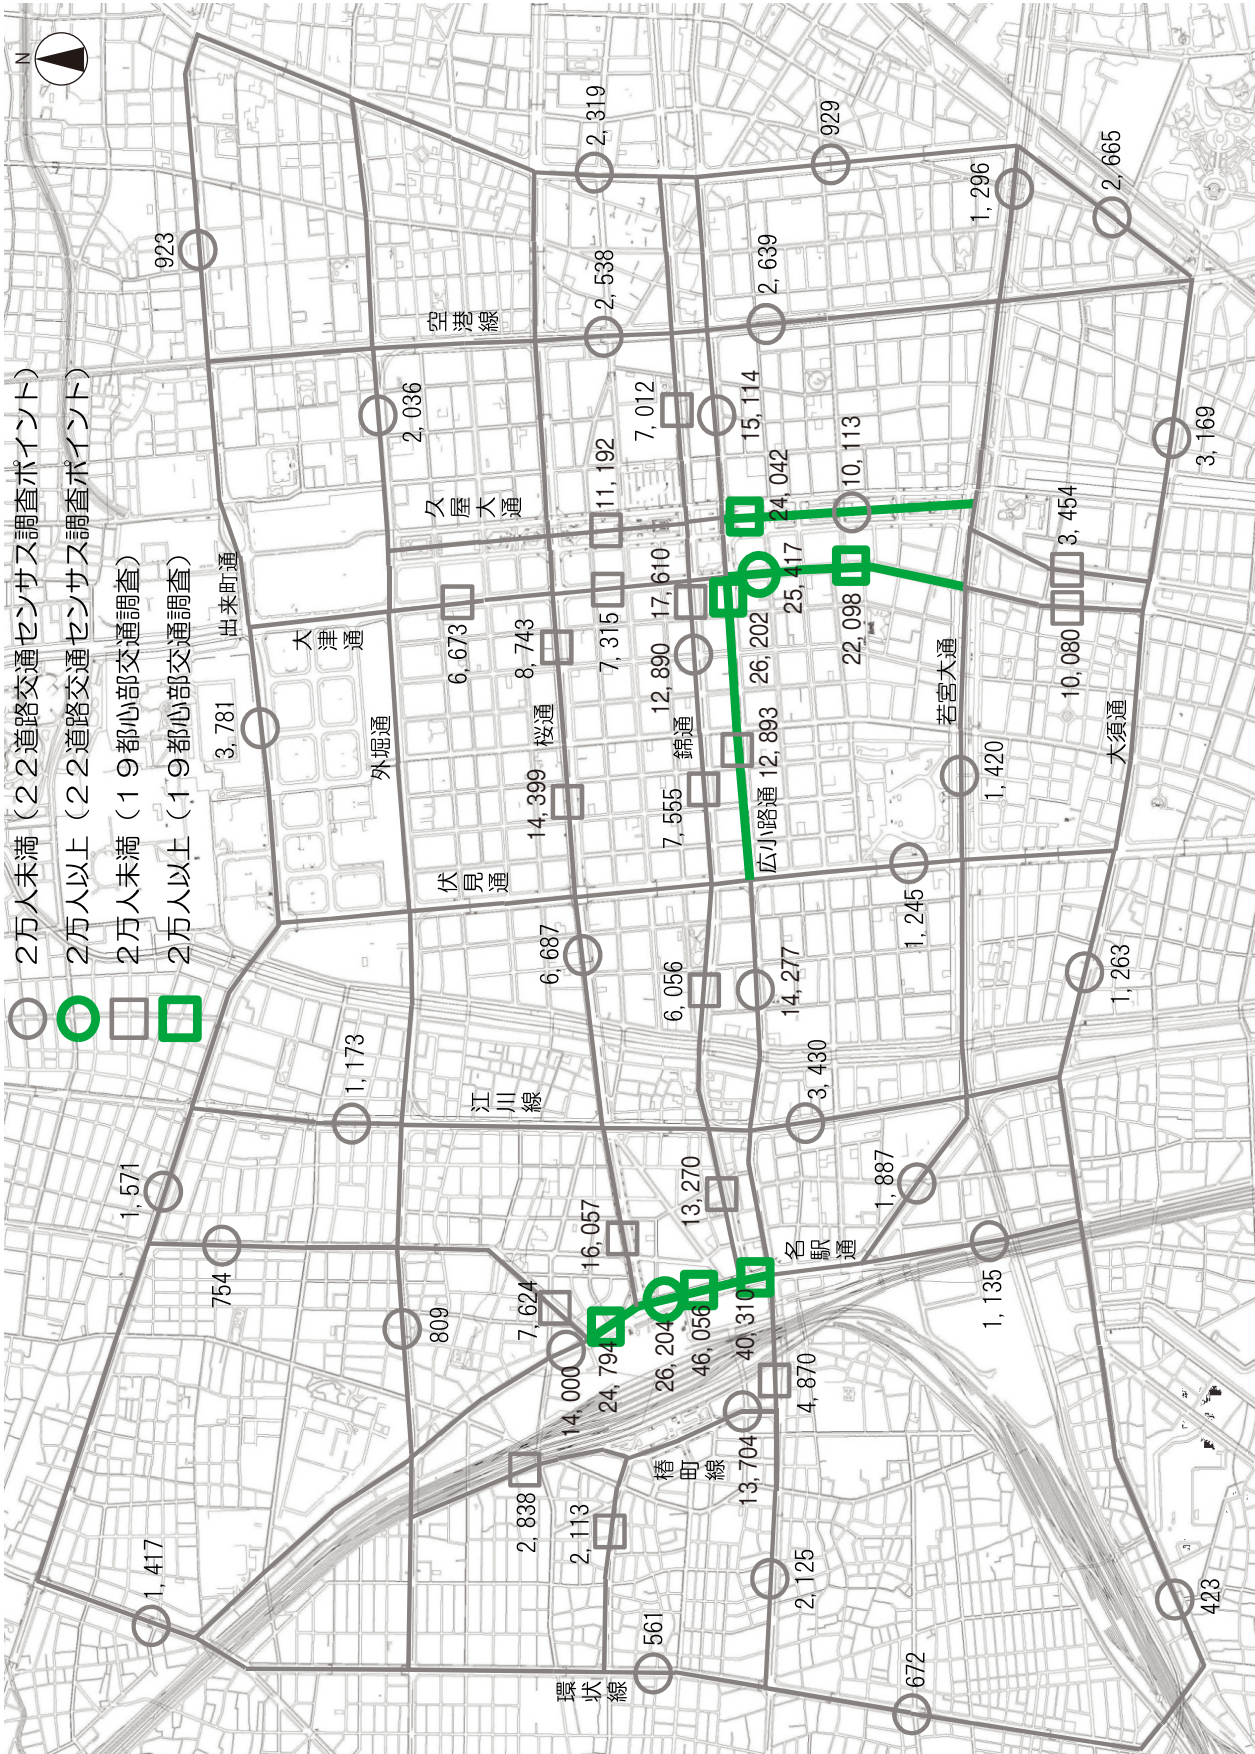 N
２万人未満（２２道路交通センサス調査ポイント）
２万人以上（２２道路交通センサス調査ポイント）
２万人未満（１９都心部交通調査）
２万人以上（１９都心部交通調査）
1, 417
1, 571
754
1, 173
3, 781
923
出来町通
大津通
久屋大通
空港線
外堀通
伏見通
江川線
809
2, 036
6, 673
7, 624
14, 000
24, 794
16, 057
6, 687
14, 399
桜通
8, 743
7, 315
11, 192
2, 538
2, 319
2, 838
2, 113
環状線
561
椿町線
26, 204
46, 056
40, 310
13, 270
6, 056
7, 555
錦通
12, 890
17, 610
7, 012
13, 704
4, 870
2, 125
名駅通
14, 277
広小路通
12, 893
26, 202
25, 417
24, 042
15, 114
2, 639
929
3, 430
22, 098
10, 113
672
1, 887
1, 245
若宮大通
1, 296
1, 135
1, 420
10, 080
3, 454
2, 665
1, 263
大須通
3, 169
423